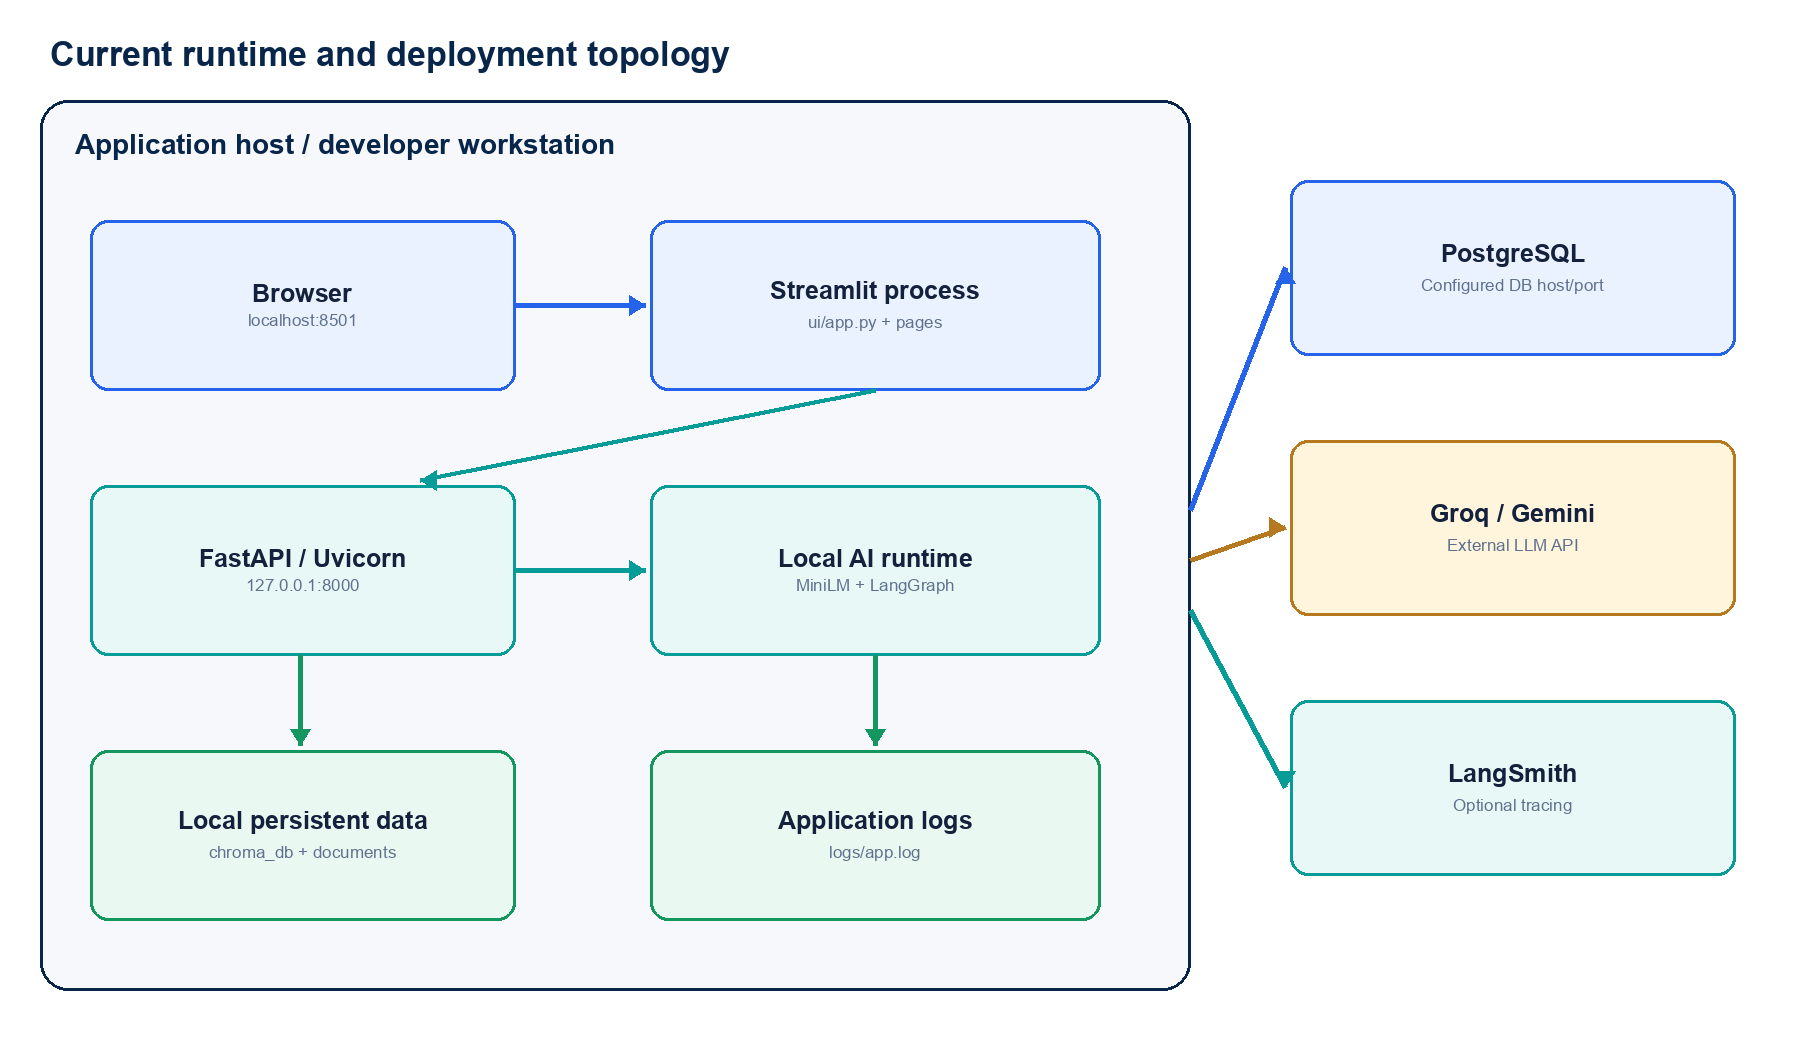 Current runtime and deployment topology
Application host / developer workstation
Browser
localhost:8501
Streamlit process
ui/app.py + pages
PostgreSQL
Configured DB host/port
FastAPI / Uvicorn
127.0.0.1:8000
Local AI runtime
MiniLM + LangGraph
Groq / Gemini
External LLM API
Local persistent data
chroma_db + documents
Application logs
logs/app.log
LangSmith
Optional tracing